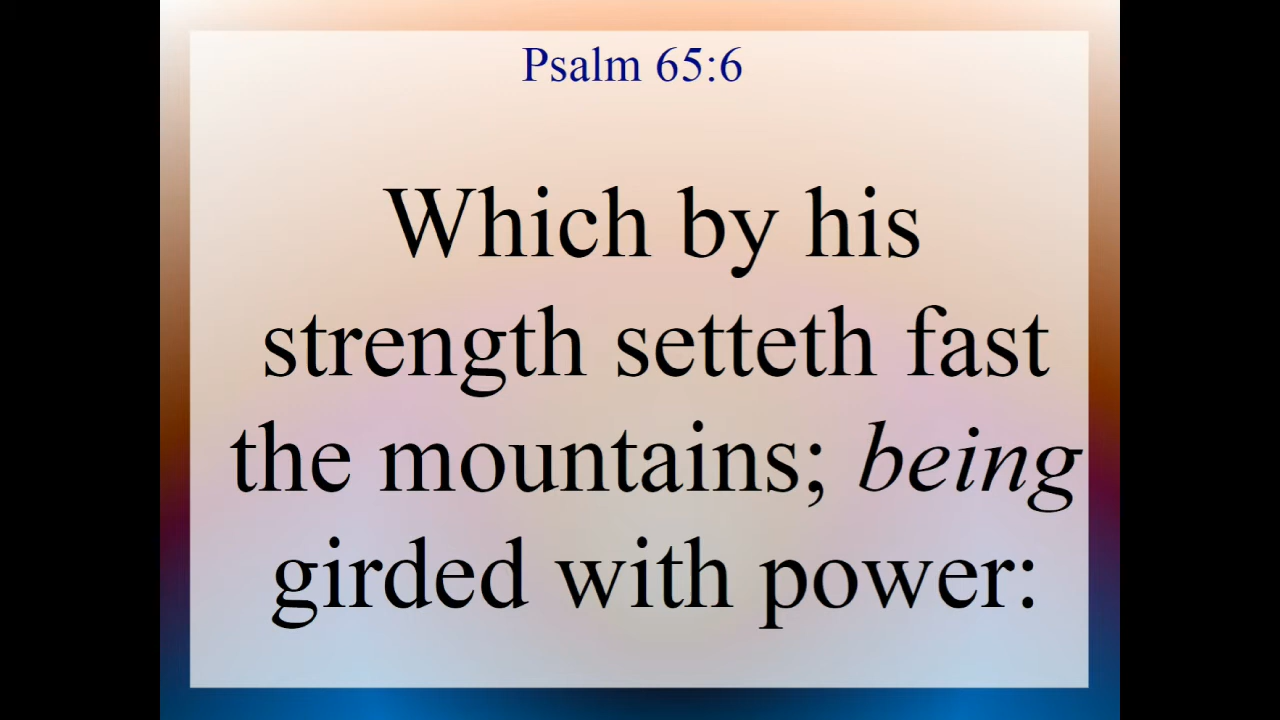 Psalm 65:6
Which by his
strength setteth fast
the mountains; being
girded with power: